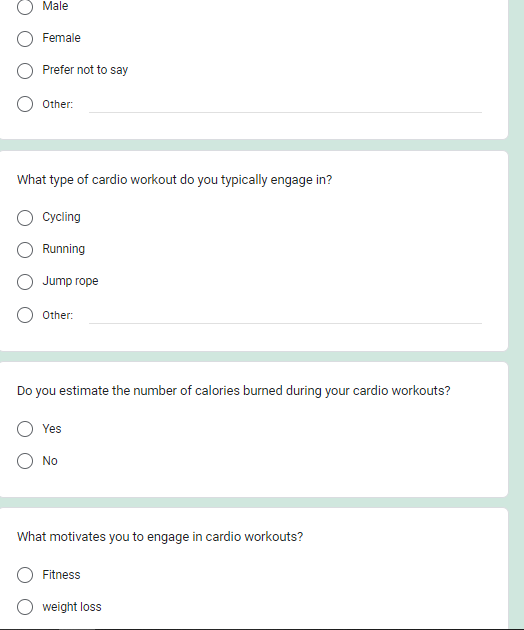 Male
Female
Prefer not to say
Other:
What type of cardio workout do you typically engage in?
Cycling
Running
Jump rope
Other:
Do you estimate the number of calories burned during your cardio workouts?
Yes
No
What motivates you to engage in cardio workouts?
Fitness
weight loss